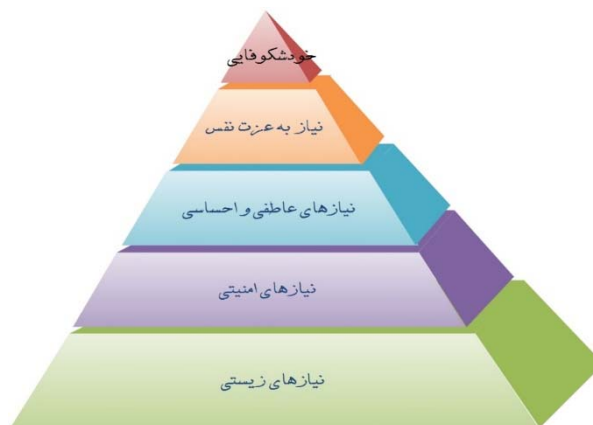 خودشکوفایی
نیاز به عزت نفس
نیازهای عاطفی و احساسی
نیازهای امنیتی
نیازهای زیستی